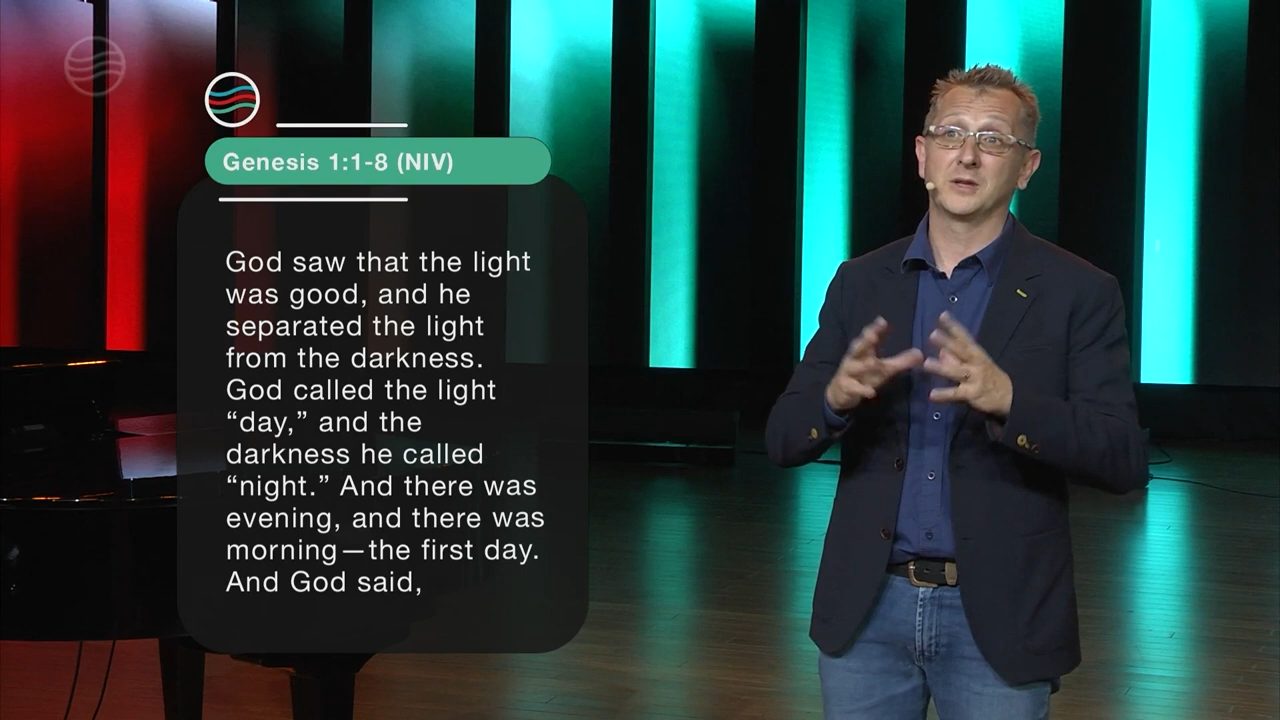 Genesis 1:1-8 (NIV)
God saw that the light
was good, and he
separated the light
from the darkness.
God called the light
“day,” and the
darkness he called
“night.” And there was
evening, and there was
morning—the first day.
And God said,